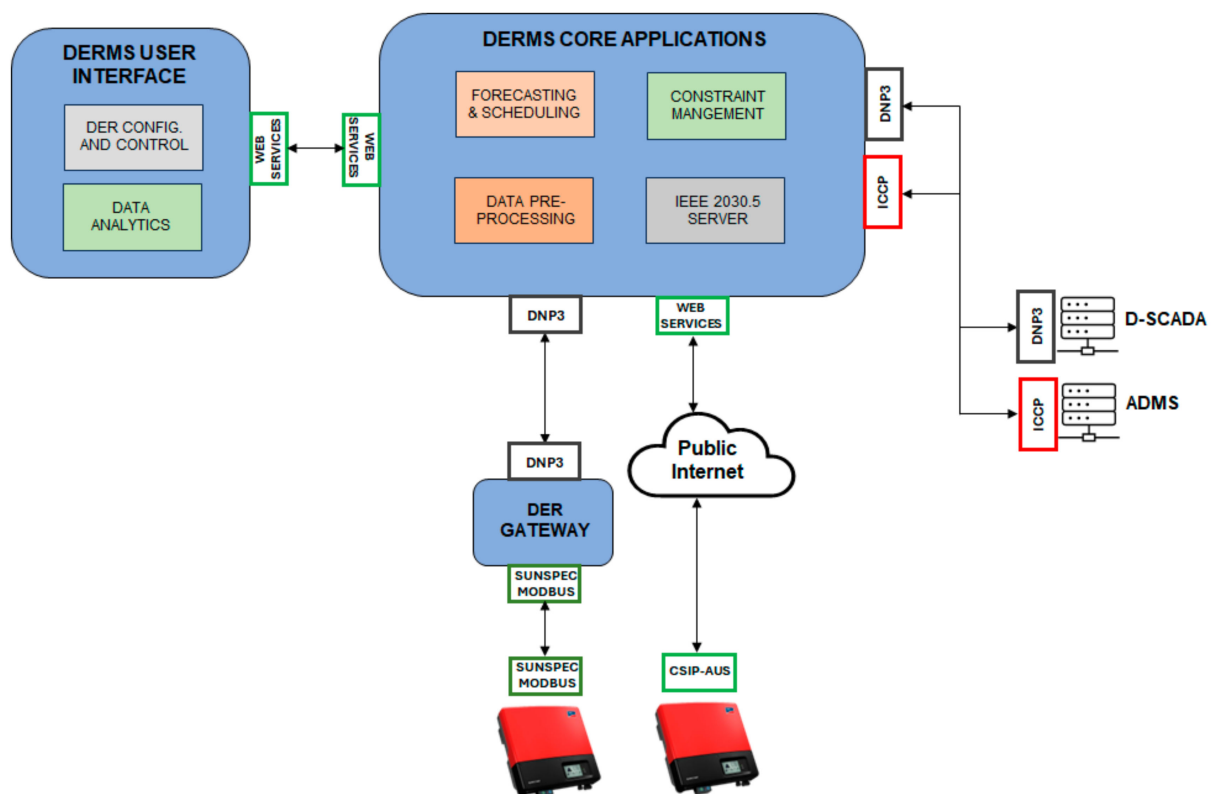 DERMS USER
INTERFACE
DER CONFIG.
AND CONTROL
DATA
ANALYTICS
WEB
SERVICES
WEB
SERVICES
DERMS CORE APPLICATIONS
FORECASTING
& SCHEDULING
CONSTRAINT
MANGEMENT
DATA PRE-
PROCESSING
IEEE 2030.5
SERVER
DNP3
ICCP
DNP3
D-SCADA
ICCP
ADMS
DNP3
WEB
SERVICES
DNP3
DER
GATEWAY
SUNSPEC
MODBUS
Public
Internet
SUNSPEC
MODBUS
CSIP-AUS